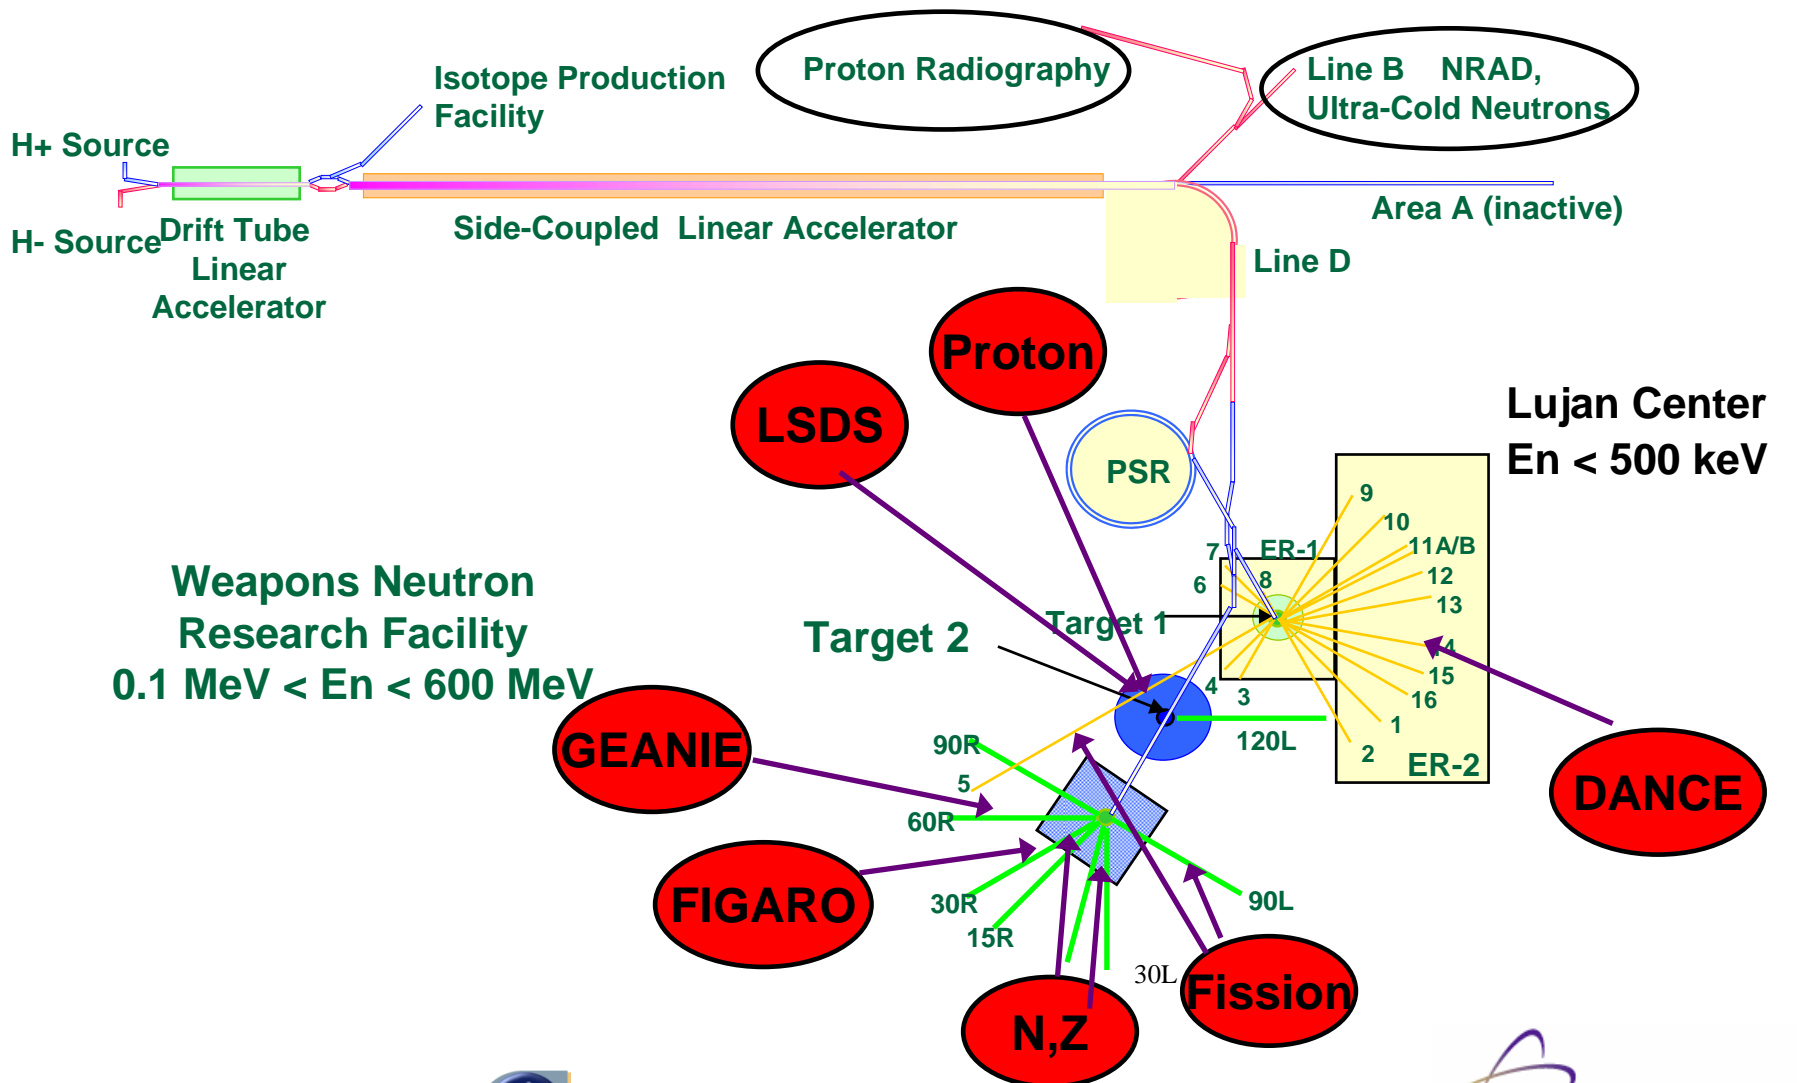 Proton Radiography
Line B NRAD,
Ultra-Cold Neutrons
Isotope Production
Facility
H+ Source
H- Source
Drift Tube
Linear
Accelerator
Side-Coupled Linear Accelerator
Area A (inactive)
Line D
Proton
LSDS
PSR
Lujan Center
En < 500 keV
Weapons Neutron
Research Facility
0.1 MeV < En < 600 MeV
Target 2
Target 1
ER-1
7
6
8
4
3
9
10
11A/B
12
13
14
15
16
1
2
ER-2
120L
DANCE
GEANIE
FIGARO
90R
5
60R
30R
15R
30L
90L
N,Z
Fission